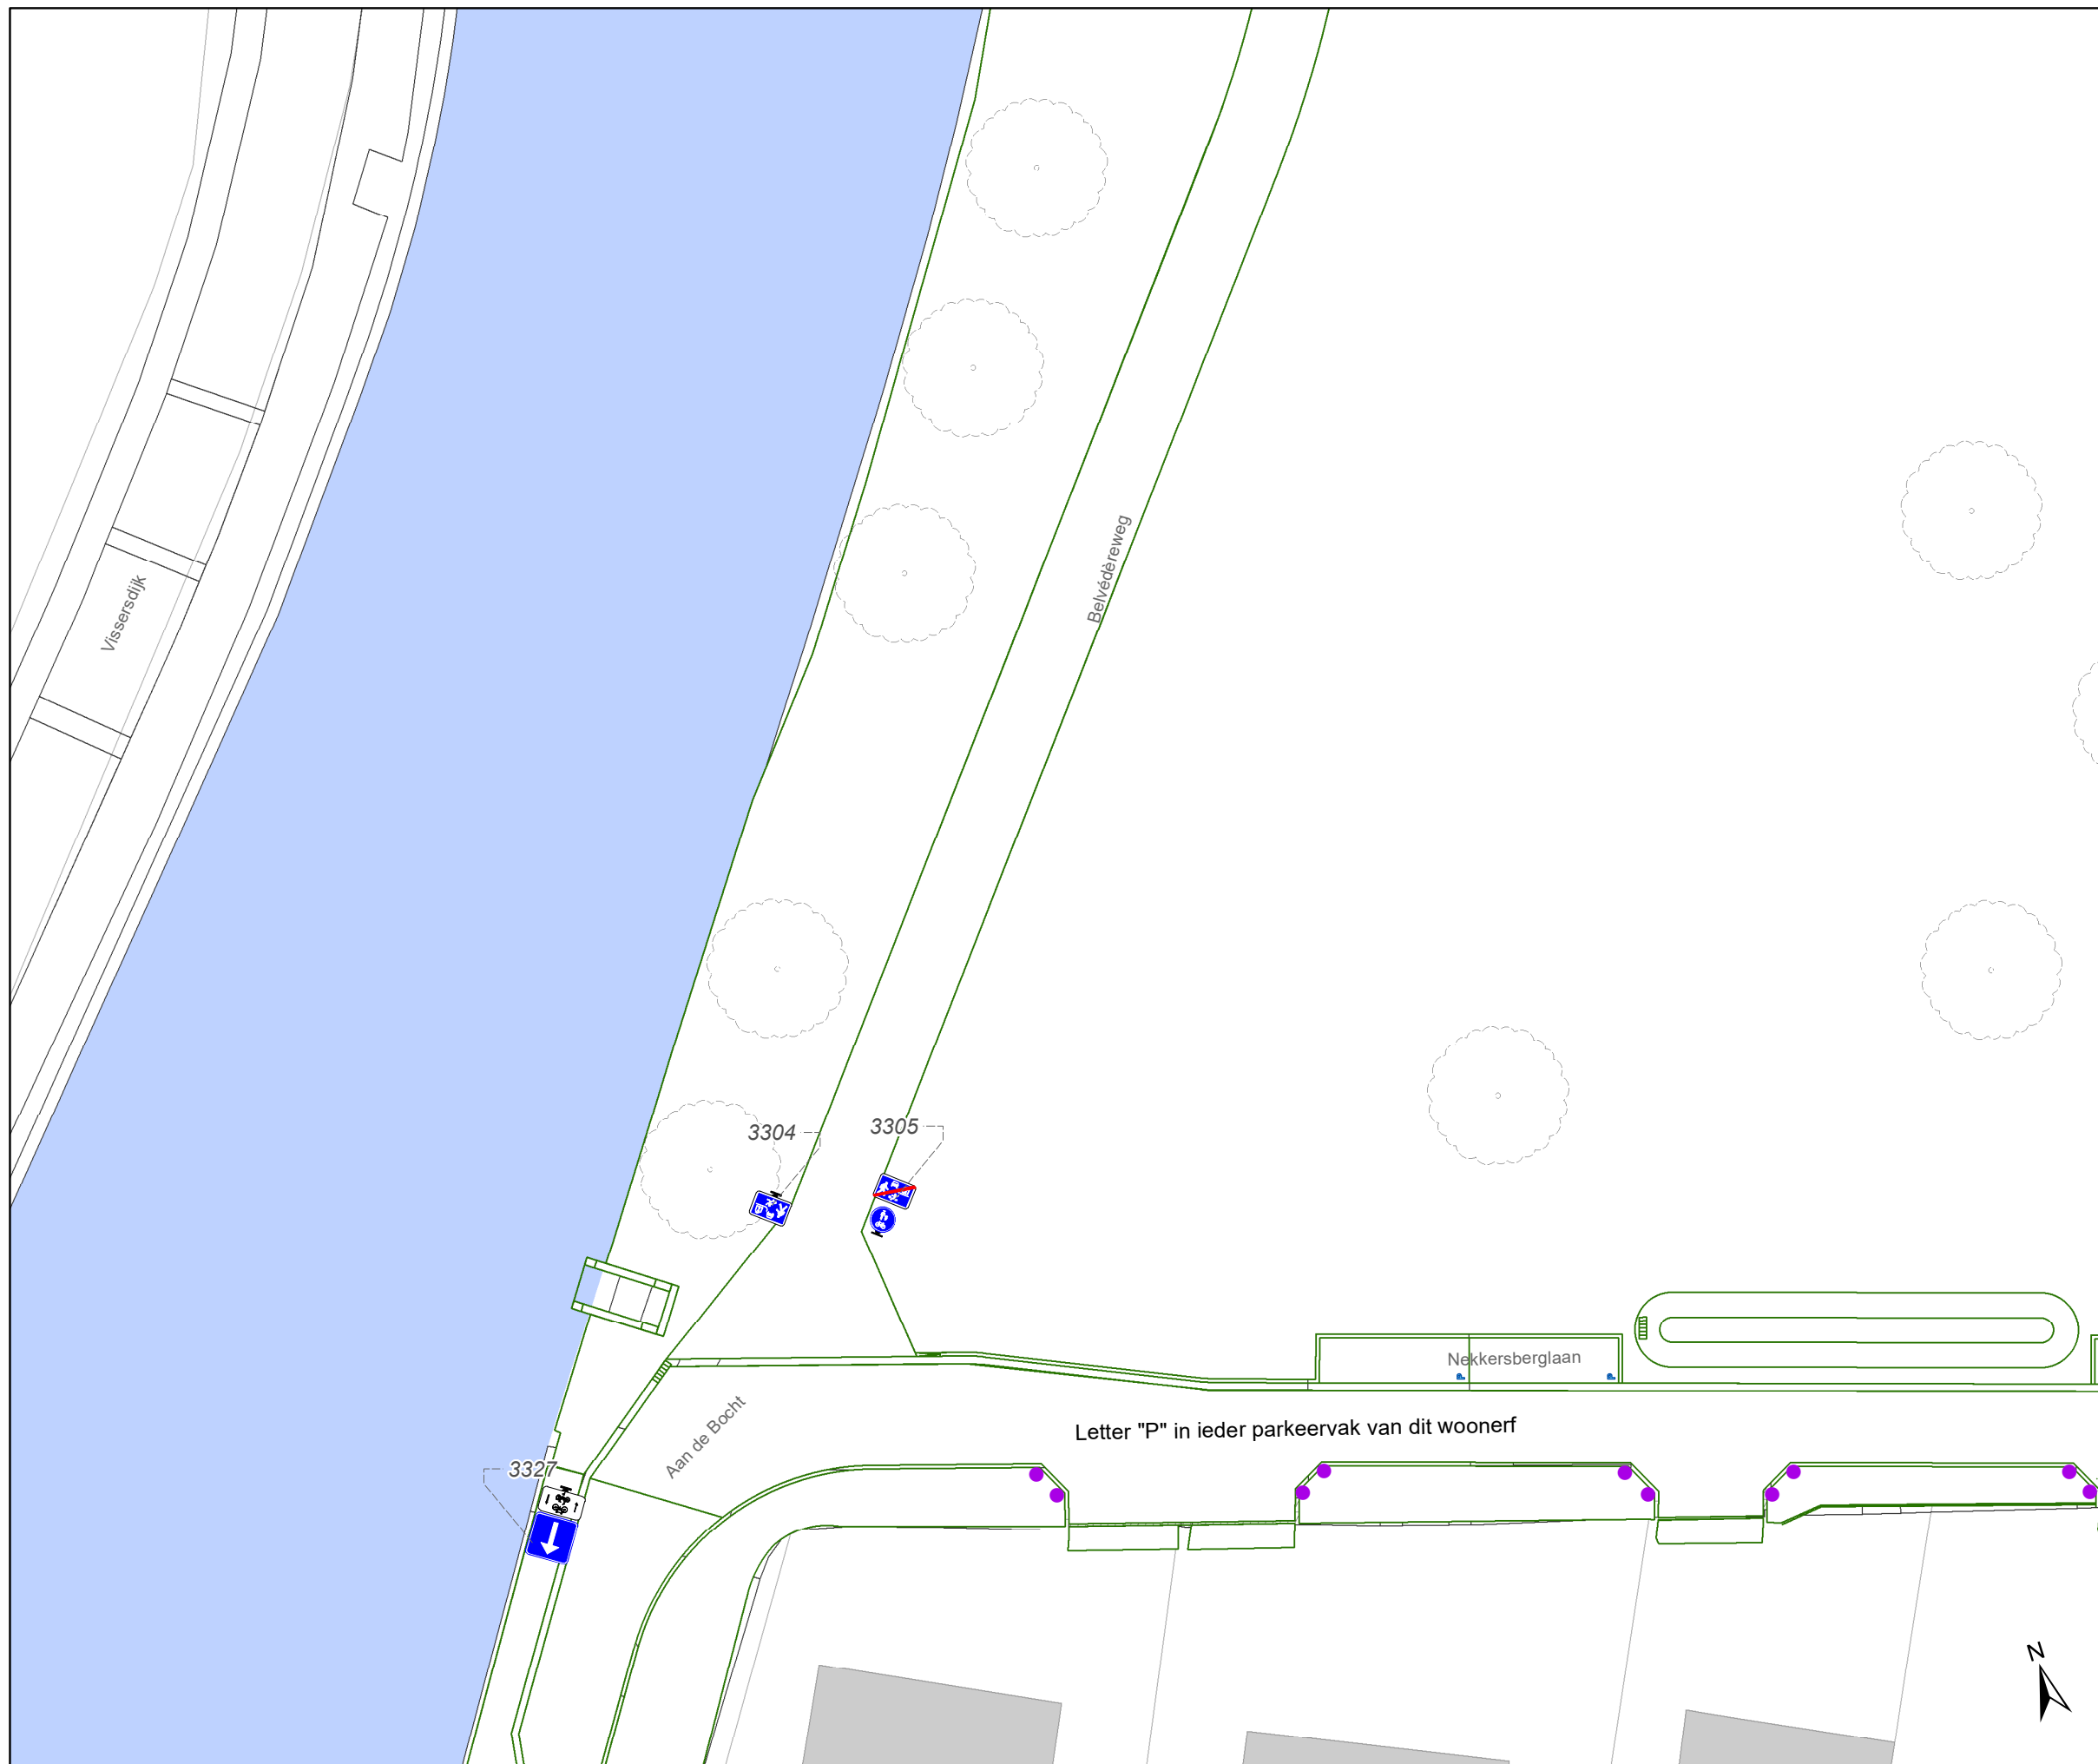 Vissersdijk
Belvédèreweg
3304
3305
Nekkersberglaan
P
P
Aan de Bocht
Letter "P" in ieder parkeervak van dit woonerf
3327
N